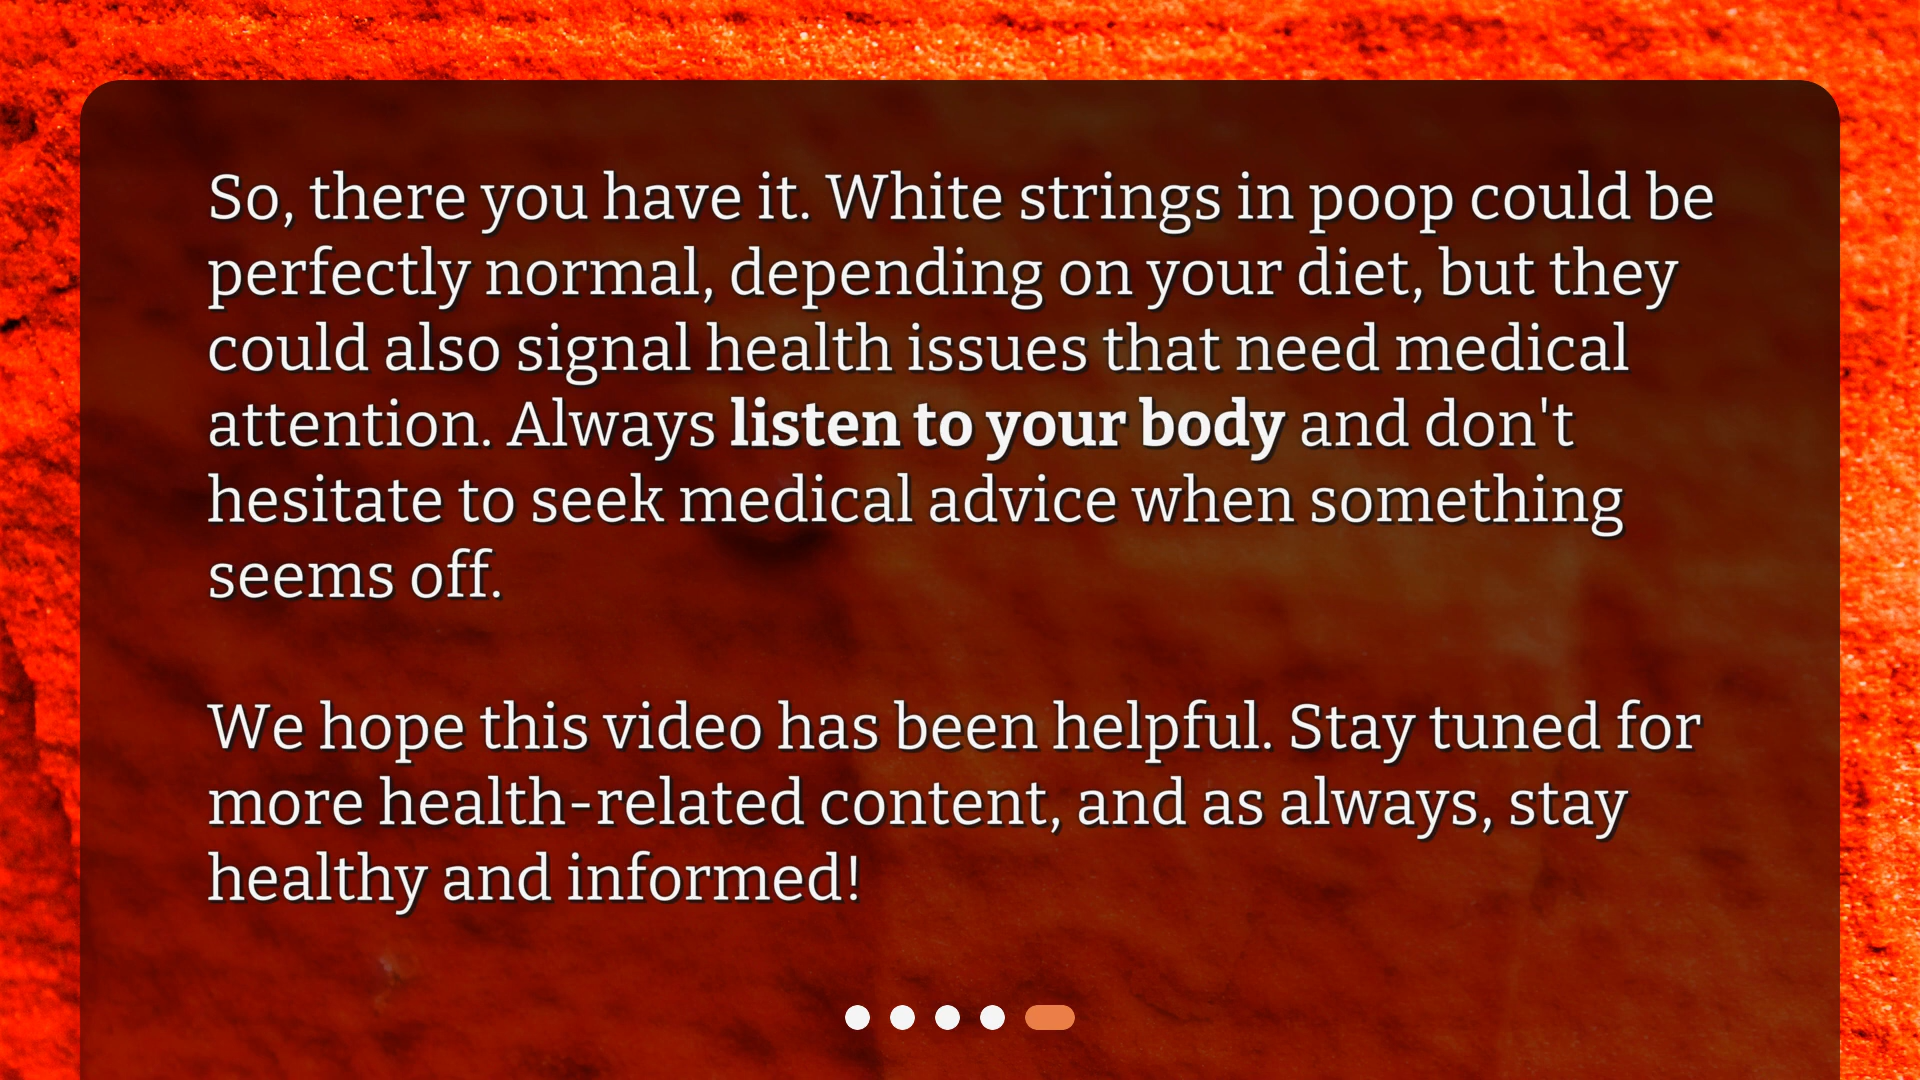 So, there you have it. White strings in poop could be
perfectly normal, depending on your diet, but they
could also signal health issues that need medical
attention. Always listen to your body and don't
hesitate to seek medical advice when something
seems off.
We hope this video has been helpful. Stay tuned for
more health-related content, and as always, stay
healthy and informed!